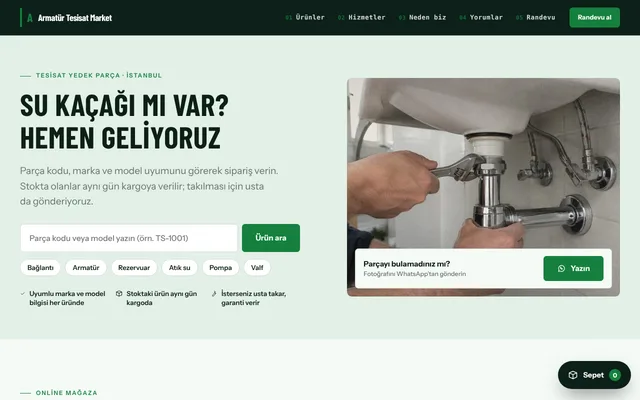 A Armatür Tesisat Market
01 Ürünler 02 Hizmetler 03 Neden biz 04 Yorumlar 05 Randevu
Randevu al
TESİSAT YEDEK PARÇA · İSTANBUL
SU KAÇAĞI MI VAR?
HEMEN GELİYORUZ
Parça kodu, marka ve model uyumunu görerek sipariş verin.
Stokta olanlar aynı gün kargoya verilir; takılması için usta
da gönderiyoruz.
Parça kodu veya model yazın (örn. TS-1001)
Ürün ara
Bağlantı Armatür Rezervuar Atık su Pompa Valf
Uyumlu marka ve model
bilgisi her üründe
Stoktaki ürün aynı gün
kargoda
İsterseniz usta takar,
garanti verir
Parçayı bulamadınız mı?
Fotoğrafını WhatsApp'tan gönderin
Yazın
Sepet 0
ONLİNE MAĞAZA